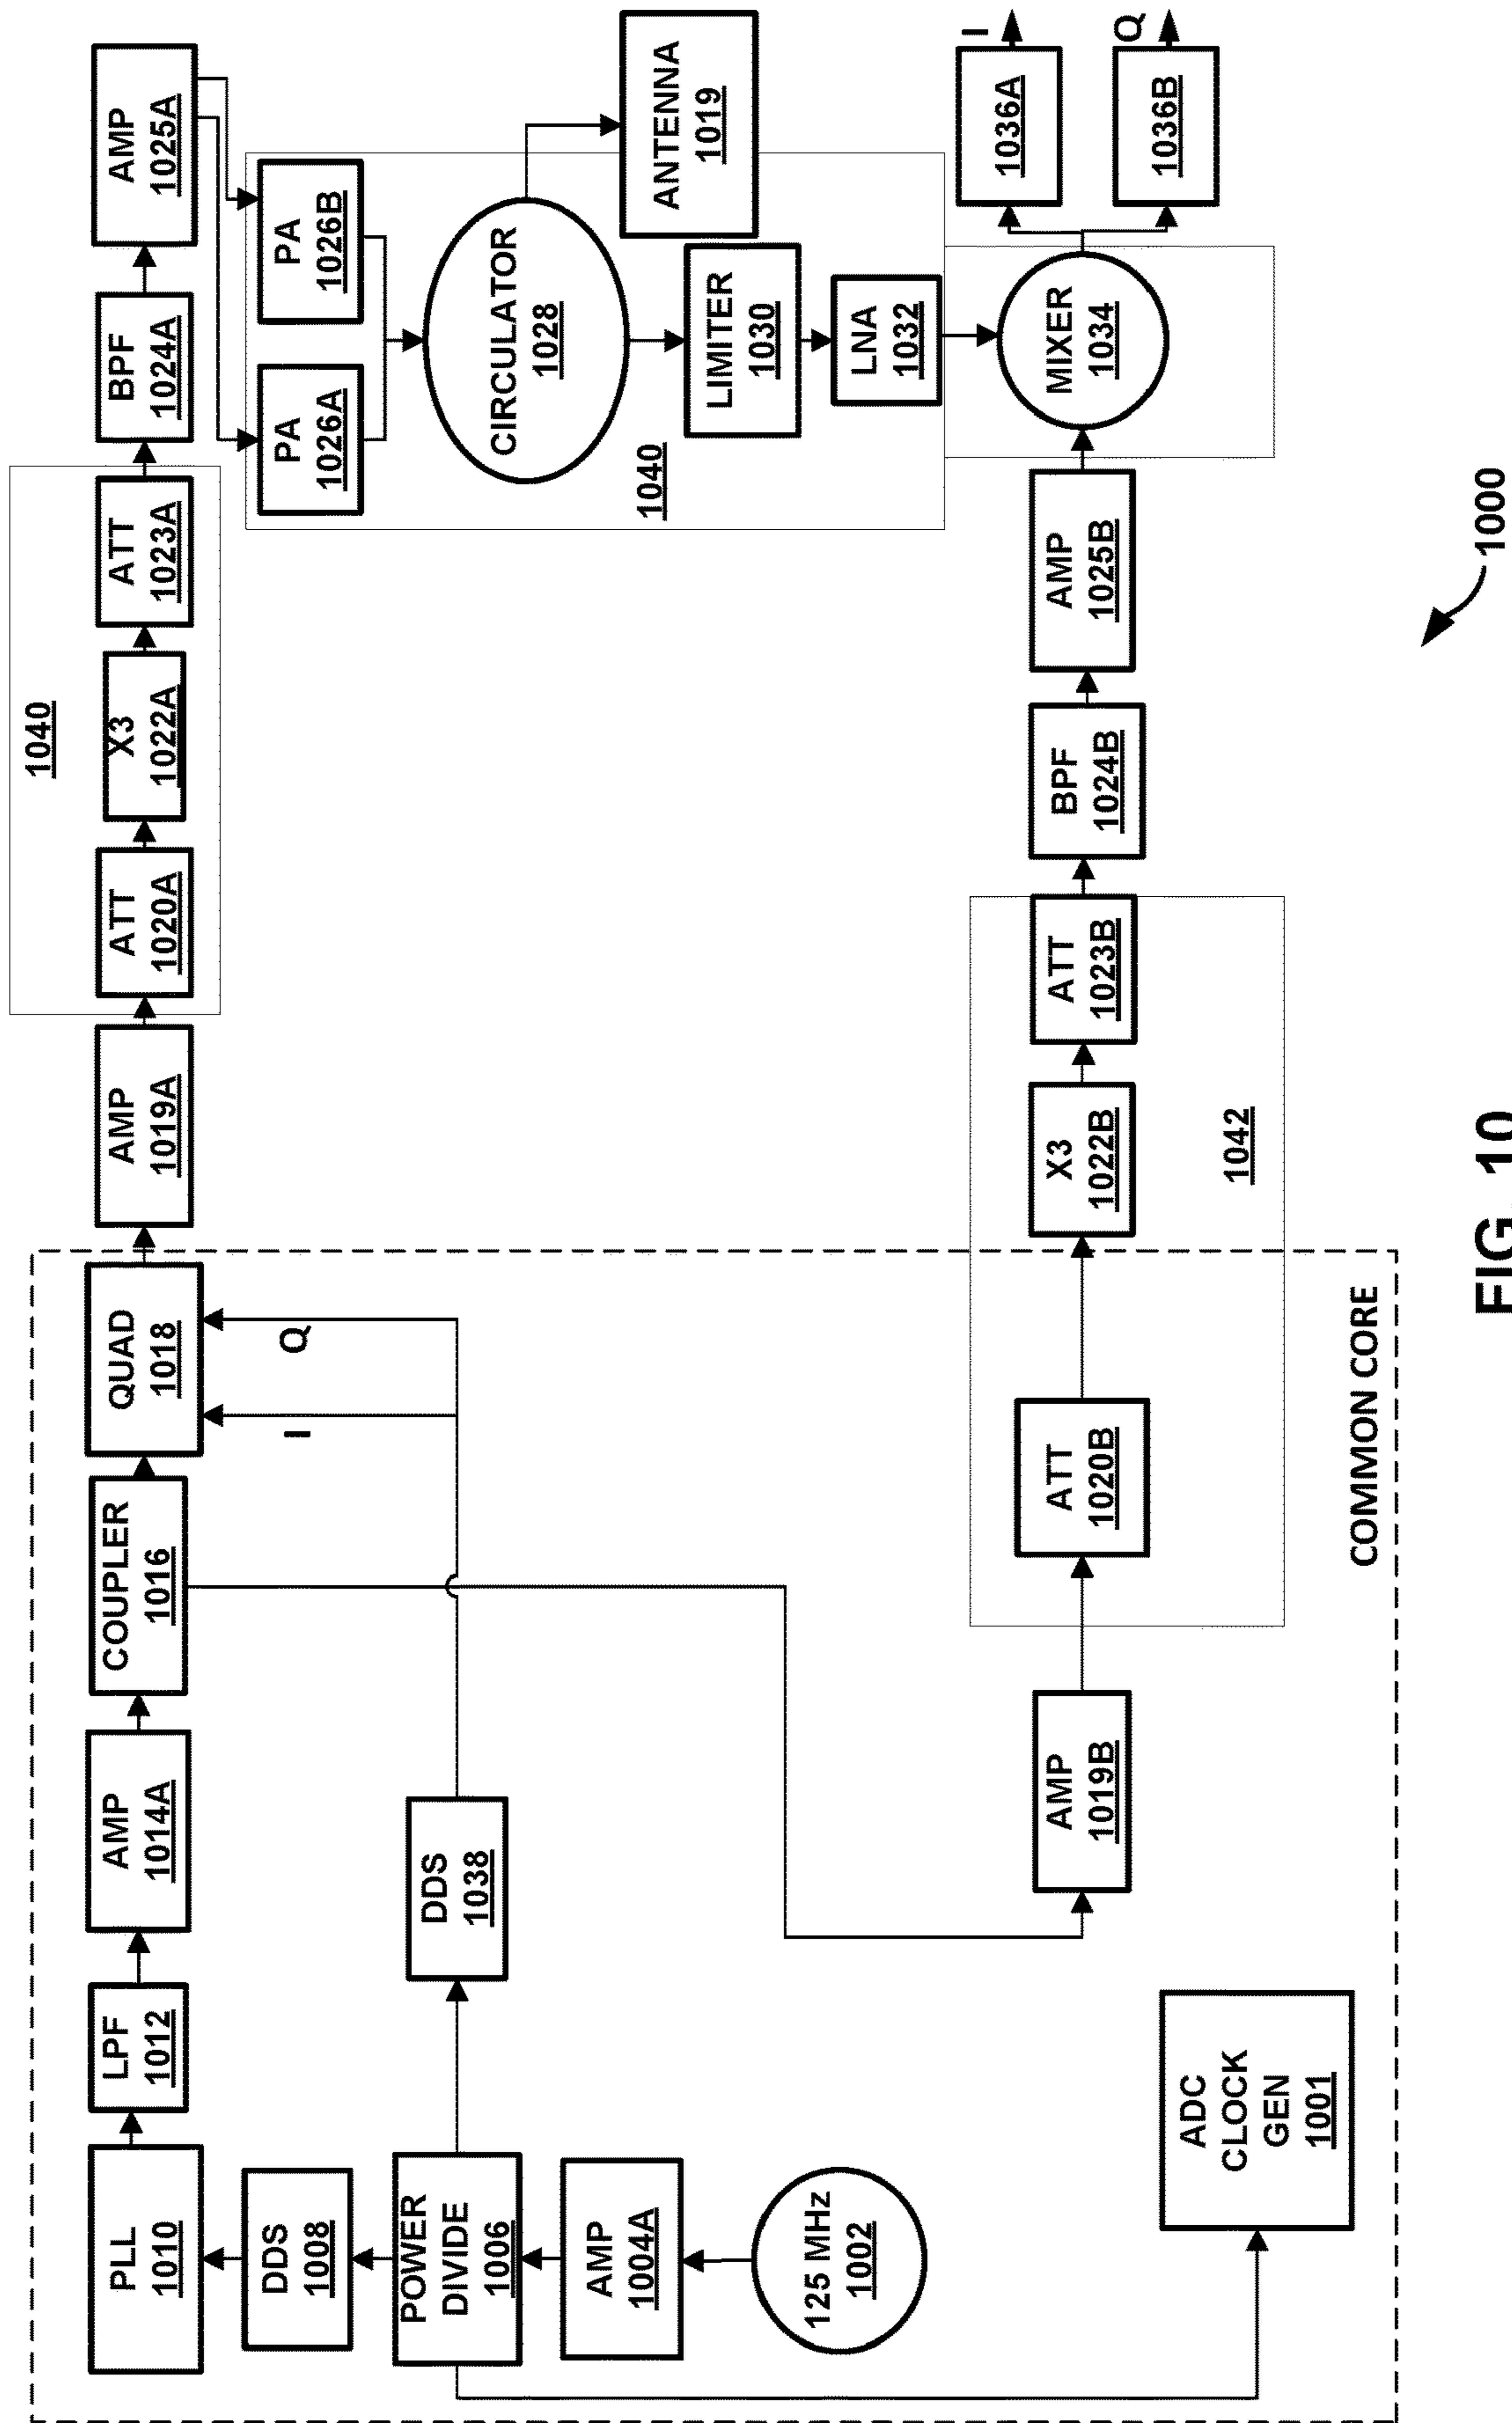 PLL
1010
LPF
1012
AMP
1014A
COUPLER
1016
QUAD
1018
AMP
1019A
1040
ATT
1020A
X3
1022A
ATT
1023A
BPF
1024A
AMP
1025A
DDS
1008
I
Q
PA
1026A
PA
1026B
POWER
DIVIDE
1006
DDS
1038
CIRCULATOR
1028
AMP
1004A
1040
LIMITER
1030
ANTENNA
1019
125 MHz
1002
LNA
1032
AMP
1019B
ATT
1020B
X3
1022B
ATT
1023B
BPF
1024B
AMP
1025B
MIXER
1034
1036A
I
1036B
Q
1042
ADC
CLOCK
GEN
1001
COMMON CORE
1000
FIG. 10